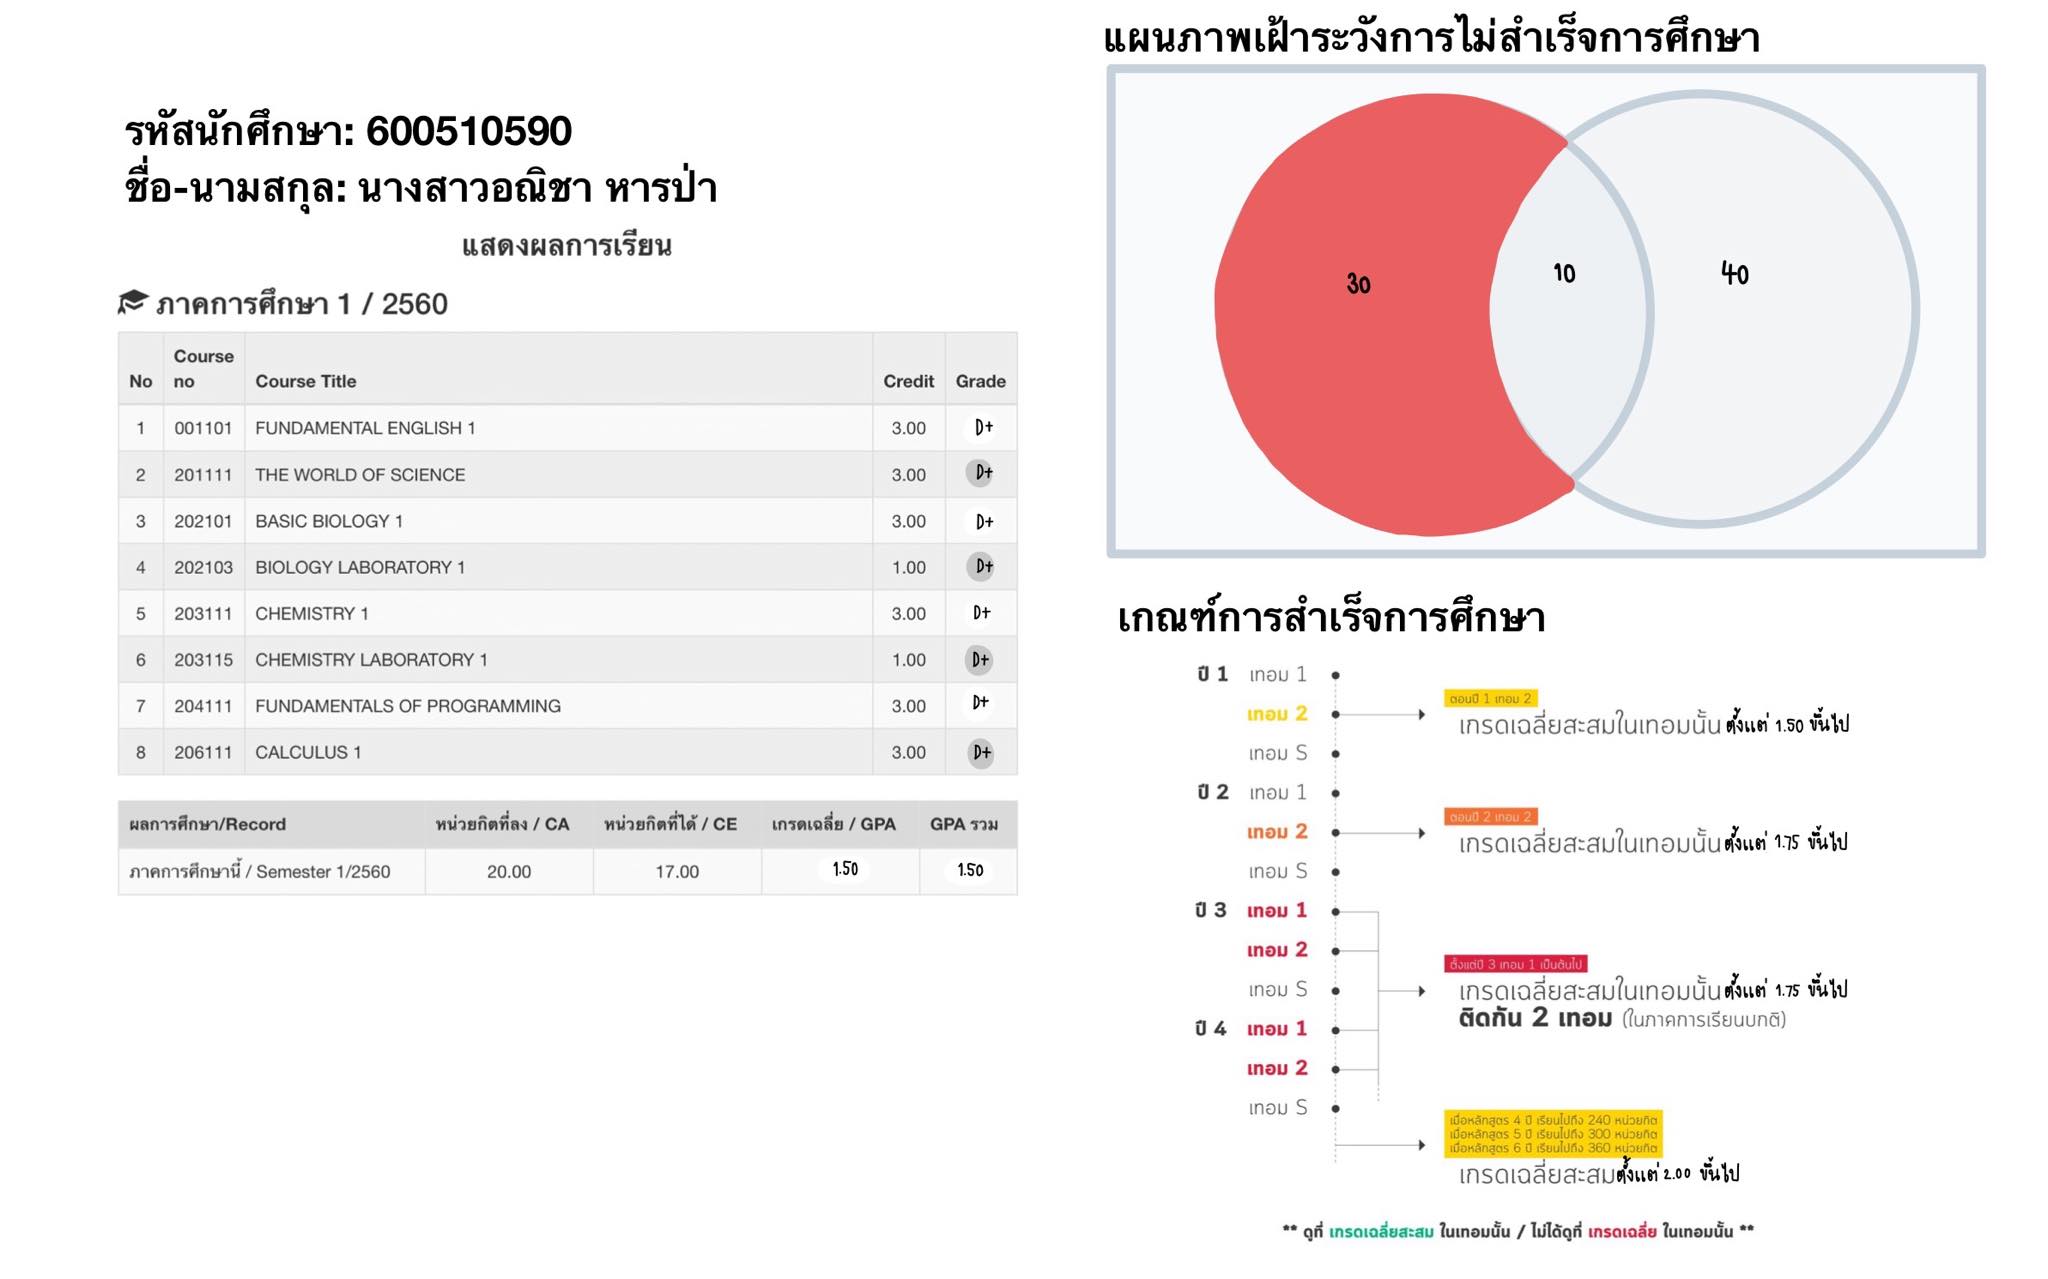 รหัสนักศึกษา: 600510590
ชื่อ-นามสกุล: นางสาวอณิชา หารป่า
แสดงผลการเรียน
ภาคการศึกษา 1 / 2560
No Course no Course Title Credit Grade
1 001101 FUNDAMENTAL ENGLISH 1 3.00 D+
2 201111 THE WORLD OF SCIENCE 3.00 D+
3 202101 BASIC BIOLOGY 1 3.00 D+
4 202103 BIOLOGY LABORATORY 1 1.00 D+
5 203111 CHEMISTRY 1 3.00 D+
6 203115 CHEMISTRY LABORATORY 1 1.00 D+
7 204111 FUNDAMENTALS OF PROGRAMMING 3.00 D+
8 206111 CALCULUS 1 3.00 D+
ผลการศึกษา/Record หน่วยกิตที่ลง / CA หน่วยกิตที่ได้ / CE เกรดเฉลี่ย / GPA GPA รวม
ภาคการศึกษานี้ / Semester 1/2560 20.00 17.00 1.50 1.50
แผนภาพเฝ้าระวังการไม่สำเร็จการศึกษา
30 10 40
เกณฑ์การสำเร็จการศึกษา
ปี 1 เทอม 1
ตอนปี 1 เทอม 2
เทอม 2 เกรดเฉลี่ยสะสมในเทอมนั้น ตั้งแต่ 1.50 ขึ้นไป
เทอม S
ปี 2 เทอม 1
ตอนปี 2 เทอม 2
เทอม 2 เกรดเฉลี่ยสะสมในเทอมนั้น ตั้งแต่ 1.75 ขึ้นไป
เทอม S
ปี 3 เทอม 1
เทอม 2
ตั้งแต่ปี 3 เทอม 1 เป็นต้นไป
เทอม S เกรดเฉลี่ยสะสมในเทอมนั้น ตั้งแต่ 1.75 ขึ้นไป
ติดกัน 2 เทอม (ในภาคการเรียนปกติ)
ปี 4 เทอม 1
เทอม 2
เทอม S
เมื่อหลักสูตร 4 ปี เรียนไปถึง 240 หน่วยกิต
เมื่อหลักสูตร 5 ปี เรียนไปถึง 300 หน่วยกิต
เมื่อหลักสูตร 6 ปี เรียนไปถึง 360 หน่วยกิต
เกรดเฉลี่ยสะสมตั้งแต่ 2.00 ขึ้นไป
** ดูที่ เกรดเฉลี่ยสะสม ในเทอมนั้น / ไม่ได้ดูที่ เกรดเฉลี่ย ในเทอมนั้น **